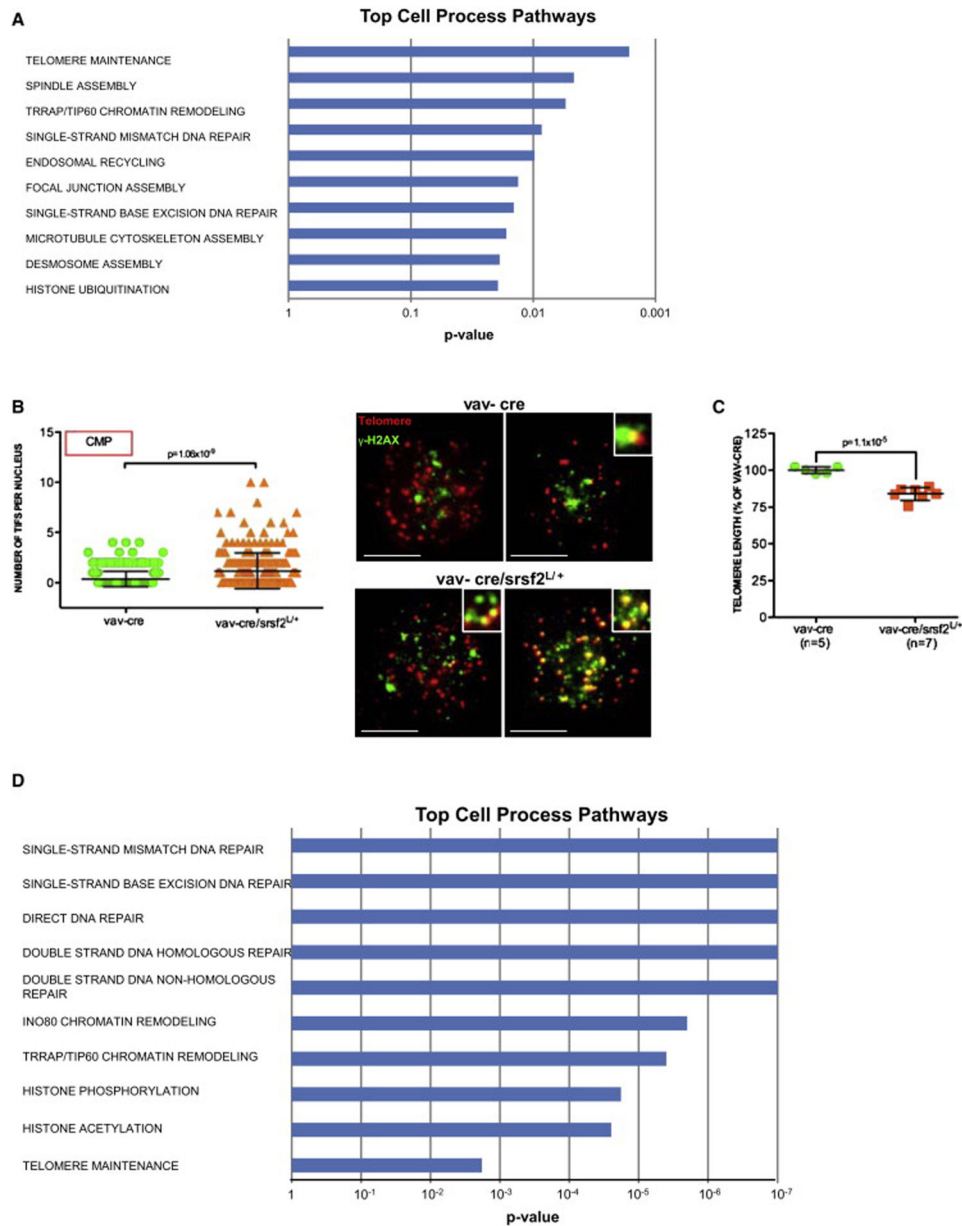 A
Top Cell Process Pathways
TELOMERE MAINTENANCE
SPINDLE ASSEMBLY
TRRAP/TIP60 CHROMATIN REMODELING
SINGLE-STRAND MISMATCH DNA REPAIR
ENDOSOMAL RECYCLING
FOCAL JUNCTION ASSEMBLY
SINGLE-STRAND BASE EXCISION DNA REPAIR
MICROTUBULE CYTOSKELETON ASSEMBLY
DESMOSOME ASSEMBLY
HISTONE UBIQUITINATION
1 0.1 0.01 0.001
p-value
B
NUMBER OF TIFS PER NUCLEUS
15
10
5
0
CMP
p=1.06x10⁻⁹
vav-cre vav-cre/srsf2ᴸ/⁺
vav- cre
Telomere
γ-H2AX
vav- cre/srsf2ᴸ/⁺
C
TELOMERE LENGTH (% OF VAV-CRE)
125
100
75
50
25
0
p=1.1x10⁻⁵
vav-cre vav-cre/srsf2ᴸ/⁺
(n=5) (n=7)
D
Top Cell Process Pathways
SINGLE-STRAND MISMATCH DNA REPAIR
SINGLE-STRAND BASE EXCISION DNA REPAIR
DIRECT DNA REPAIR
DOUBLE STRAND DNA HOMOLOGOUS REPAIR
DOUBLE STRAND DNA NON-HOMOLOGOUS
REPAIR
INO80 CHROMATIN REMODELING
TRRAP/TIP60 CHROMATIN REMODELING
HISTONE PHOSPHORYLATION
HISTONE ACETYLATION
TELOMERE MAINTENANCE
1 10⁻¹ 10⁻² 10⁻³ 10⁻⁴ 10⁻⁵ 10⁻⁶ 10⁻⁷
p-value